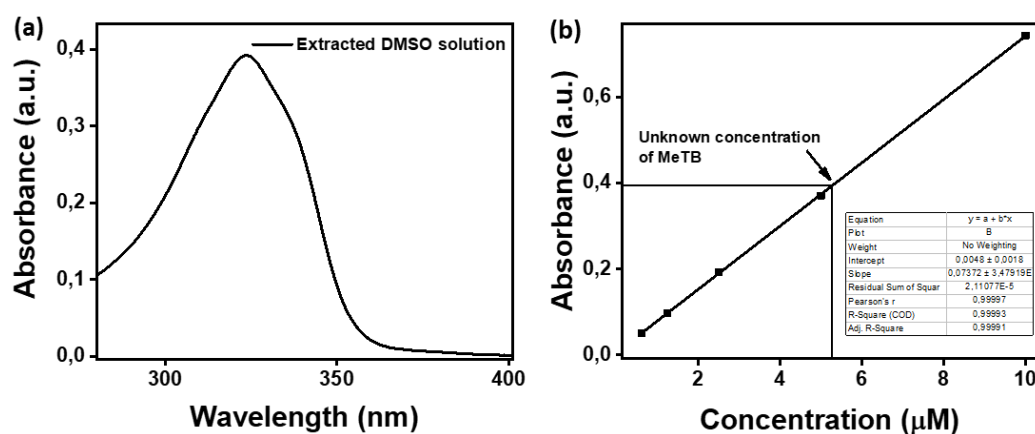 (a)
Extracted DMSO solution
Absorbance (a.u.)
0,4
0,3
0,2
0,1
0,0
300
350
400
Wavelength (nm)
(b)
Absorbance (a.u.)
0,6
0,4
0,2
0,0
2
4
6
8
10
Concentration (μM)
Unknown concentration
of MeTB
Equation y = a + b*x
Plot B
Weight No Weighting
Intercept 0,0048 ± 0,0018
Slope 0,07372 ± 3,47919E
Residual Sum of Squar 2,11077E-5
Pearson's r 0,99997
R-Square (COD) 0,99993
Adj. R-Square 0,99991